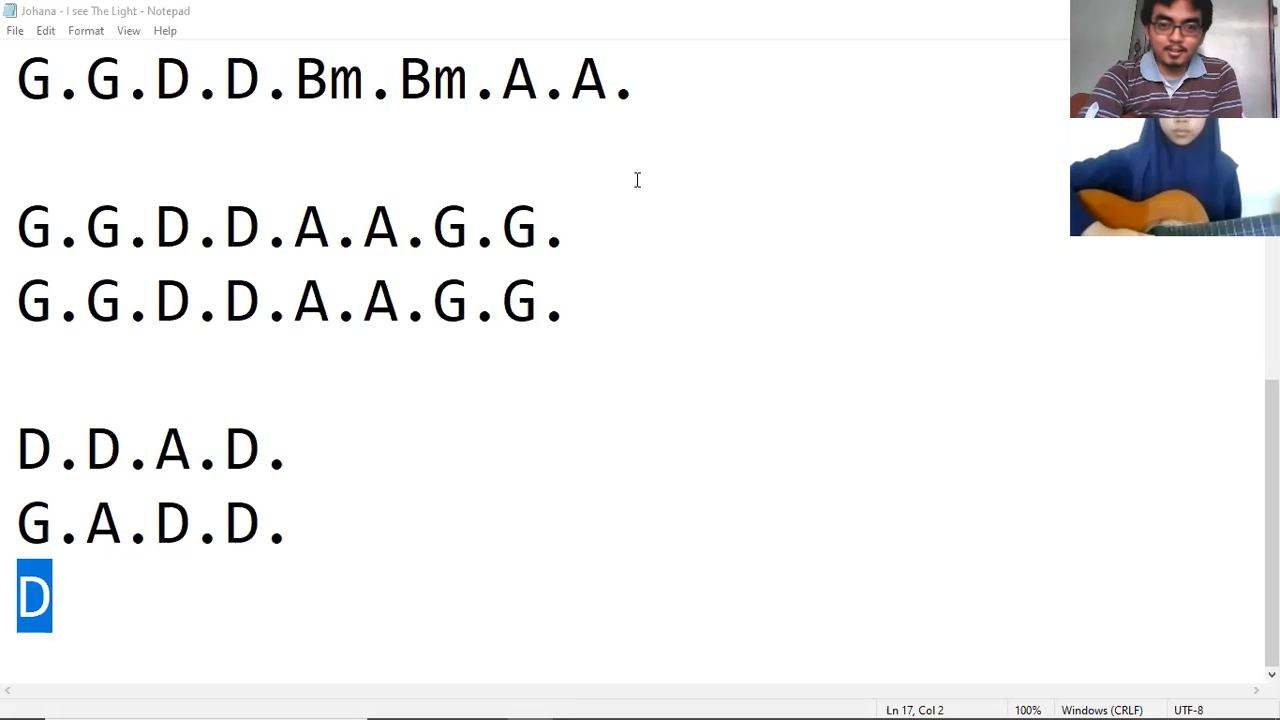 Johana - I see The Light - Notepad
File Edit Format View Help
G.G.D.D.Bm.Bm.A.A.
G.G.D.D.A.A.G.G.
G.G.D.D.A.A.G.G.
D.D.A.D.
G.A.D.D.
D
Ln 17, Col 2 100% Windows (CRLF) UTF-8